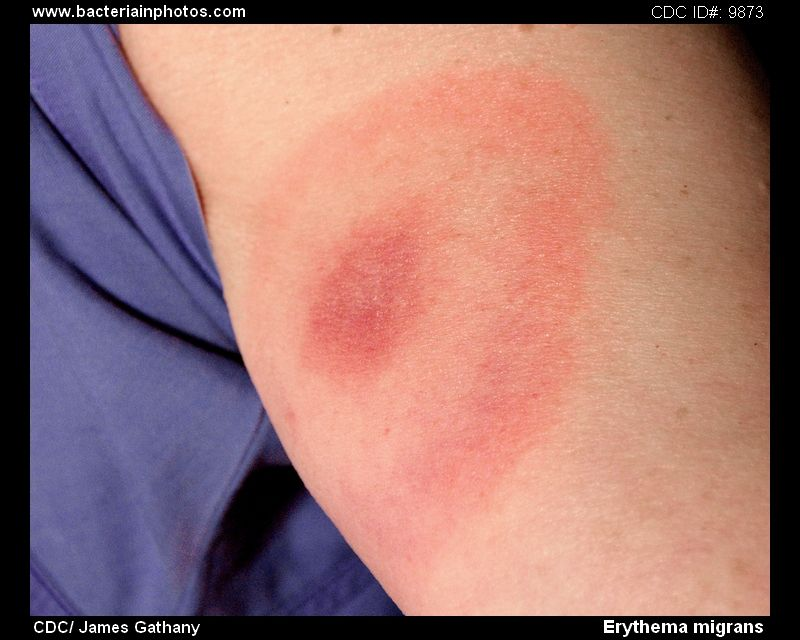 www.bacteriainphotos.com
CDC ID#: 9873
CDC/ James Gathany
Erythema migrans